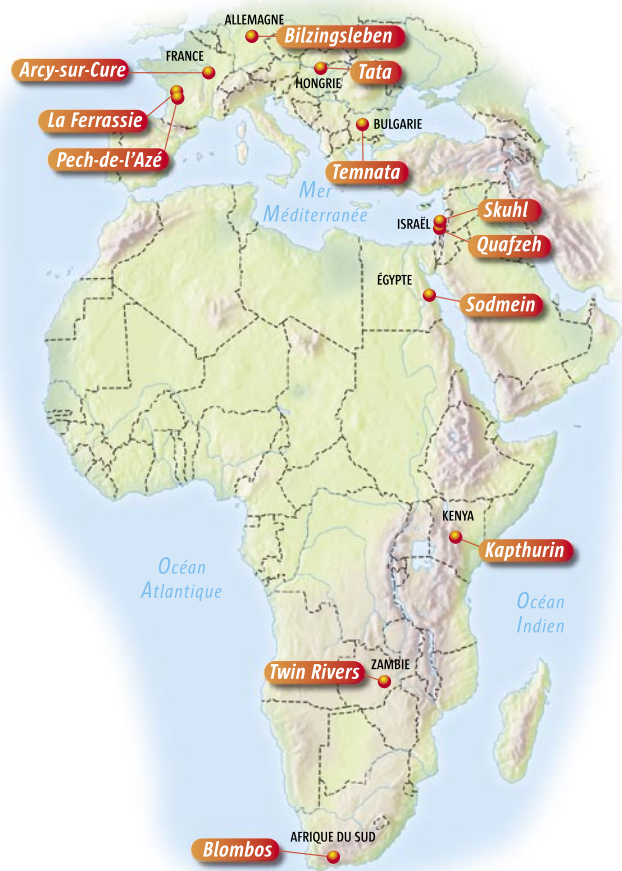 ALLEMAGNE
Bilzingsleben
FRANCE
Arcy-sur-Cure
Tata
HONGRIE
La Ferrassie
BULGARIE
Pech-de-l'Azé
Temnata
Mer
Méditerranée
Skuhl
ISRAËL
Quafzeh
ÉGYPTE
Sodmein
KENYA
Kapthurin
Océan
Atlantique
Océan
Indien
Twin Rivers
ZAMBIE
AFRIQUE DU SUD
Blombos